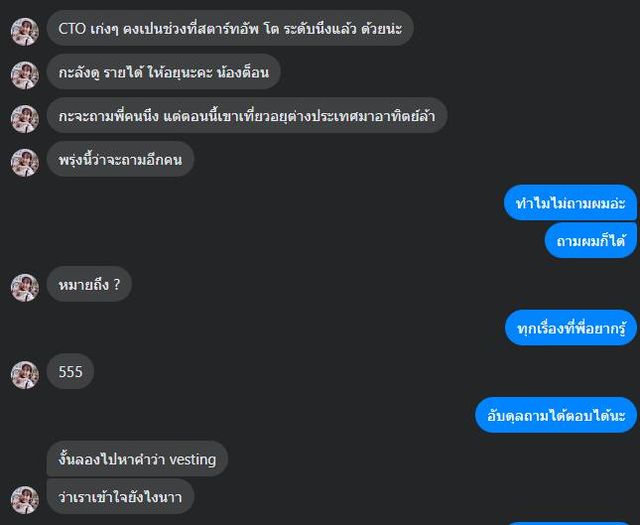 CTO เก่งๆ คงเปนช่วงที่สตาร์ทอัพ โต ระดับนึงแล้ว ด้วยน่ะ
กะลังดู รายได้ ให้อยุนะคะ น้องต็อน
กะจะถามพี่คนนึง แต่ตอนนี้เขาเที่ยวอยุต่างประเทศมาอาทิตย์ล้า
พรุ่งนี้ว่าจะถามอีกคน
ทำไมไม่ถามผมอ่ะ
ถามผมก็ได้
หมายถึง ?
ทุกเรื่องที่พี่อยากรู้
555
อับดุลถามได้ตอบได้นะ
งั้นลองไปหาคำว่า vesting
ว่าเราเข้าใจยังไงนาา